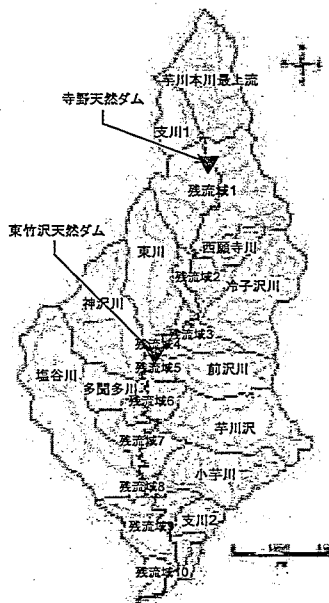 芋川本川最上流
寺野天然ダム
支川1
残流域1
東竹沢天然ダム
西願寺川
東川
残流域2
冷子沢川
神沢川
残流域3
残流域4
塩谷川
残流域5
前沢川
多聞多川
残流域6
芋川沢
残流域7
小芋川
残流域8
支川2
残流域9
残流域10